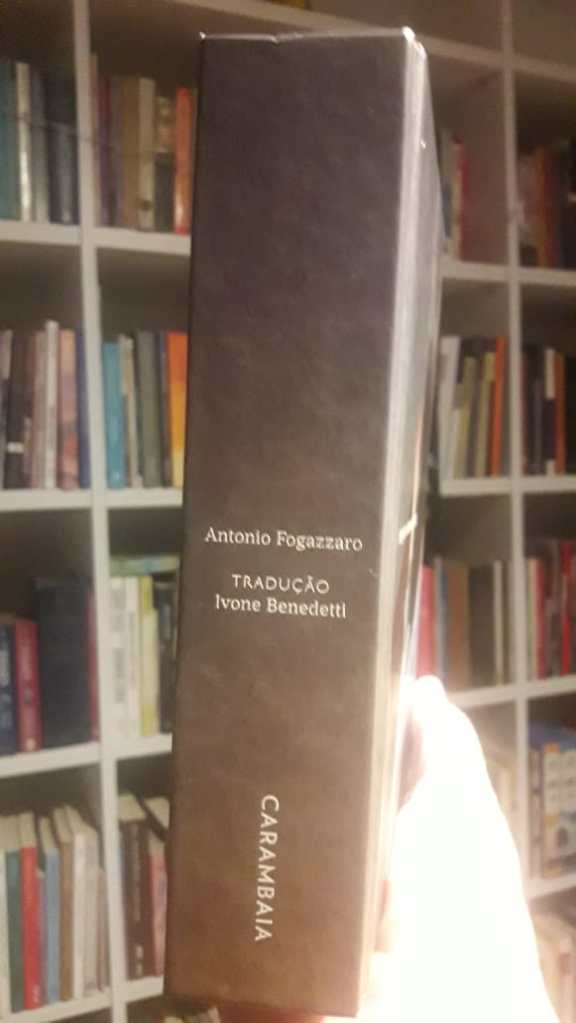 Antonio Fogazzaro
TRADUÇÃO
Ivone Benedetti
CARAMBAIA